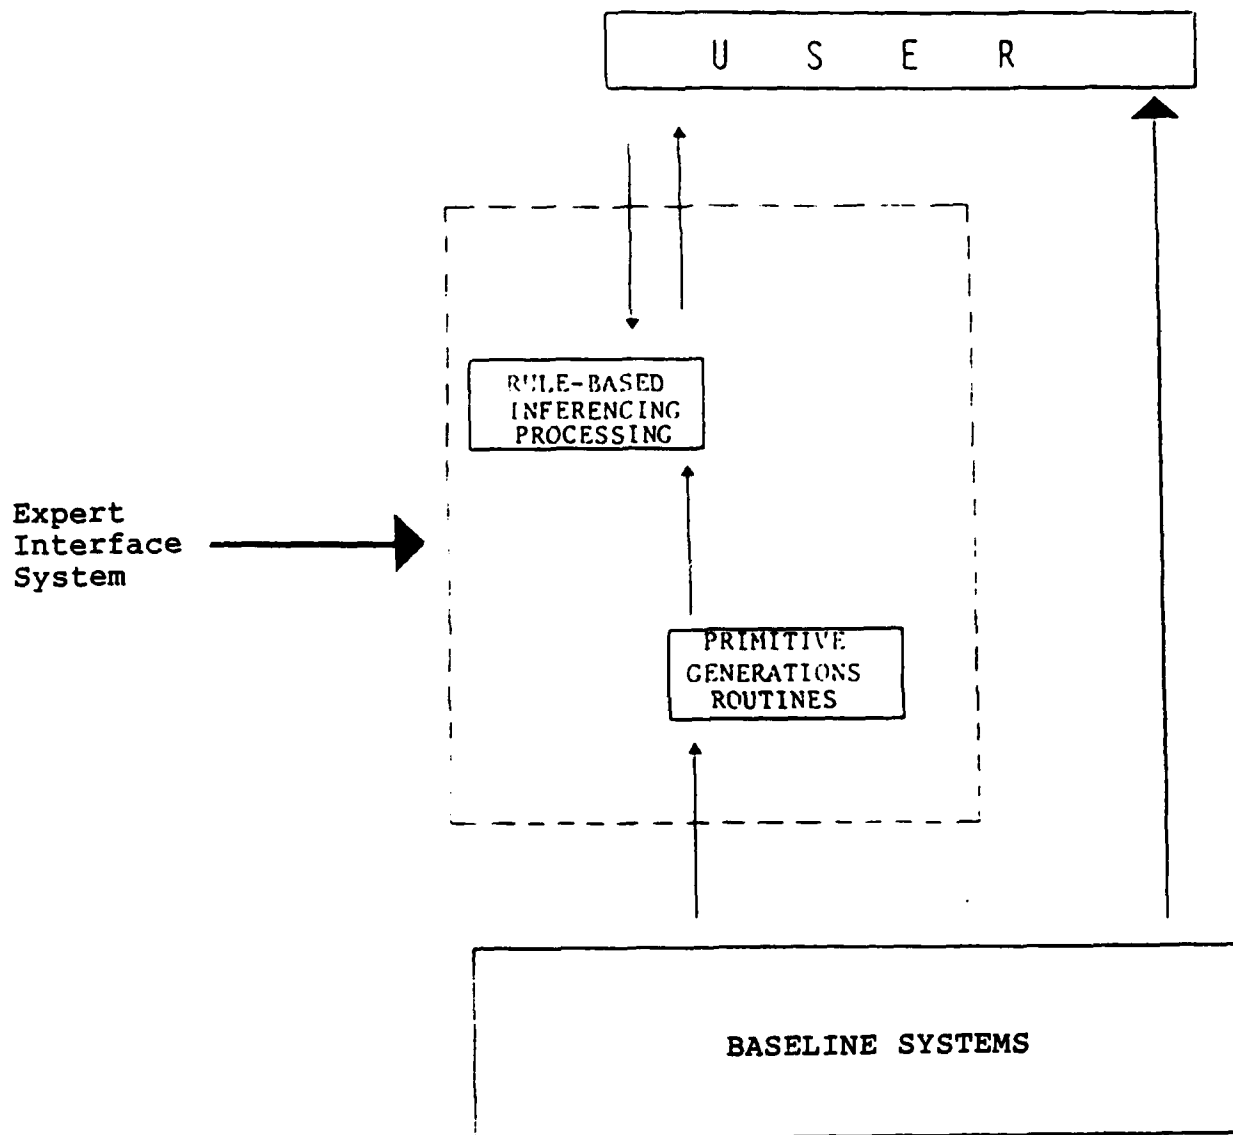 U S E R
RULE-BASED
INFERENCING
PROCESSING
Expert
Interface
System
PRIMITIVE
GENERATIONS
ROUTINES
BASELINE SYSTEMS